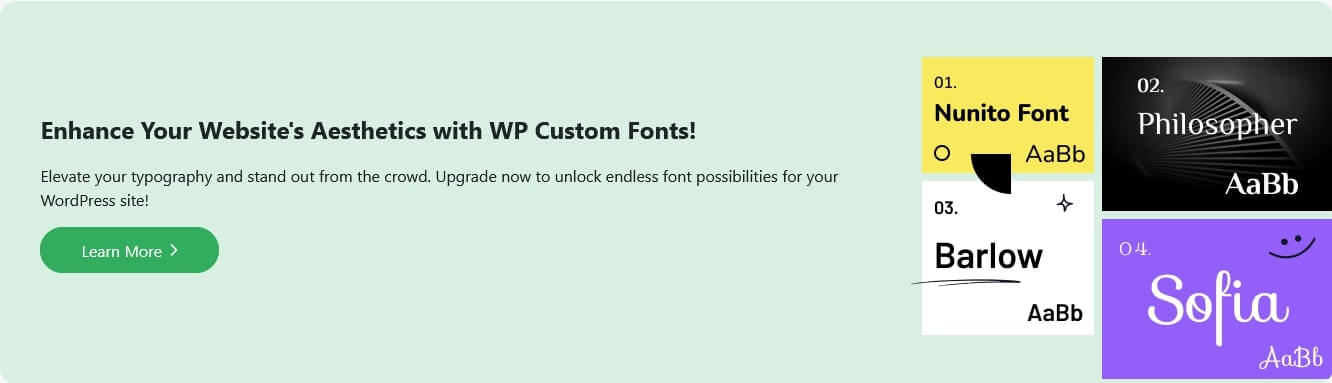 Enhance Your Website's Aesthetics with WP Custom Fonts!
Elevate your typography and stand out from the crowd. Upgrade now to unlock endless font possibilities for your
WordPress site!
Learn More
01.
Nunito Font
AaBb
02.
Philosopher
AaBb
03.
Barlow
AaBb
04.
Sofia
AaBb